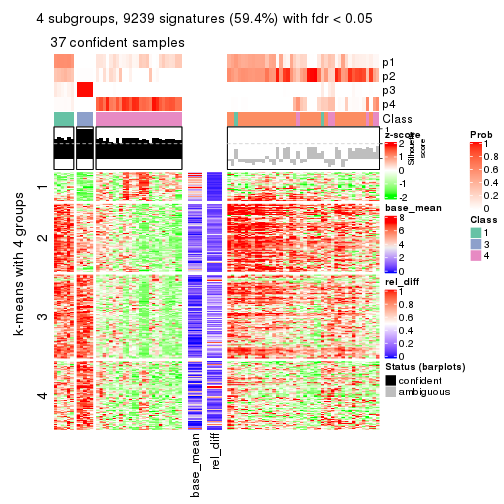 4 subgroups, 9239 signatures (59.4%) with fdr < 0.05
37 confident samples
p1
p2
p3
p4
Class
1
Silhouette score
z-score
2
1
0
-1
-2
Prob
1
0.8
0.6
0.4
0.2
0
base_mean
8
6
4
2
0
Class
1
3
4
rel_diff
1
0.8
0.6
0.4
0.2
0
Status (barplots)
confident
ambiguous
k-means with 4 groups
1
2
3
4
base_mean
rel_diff